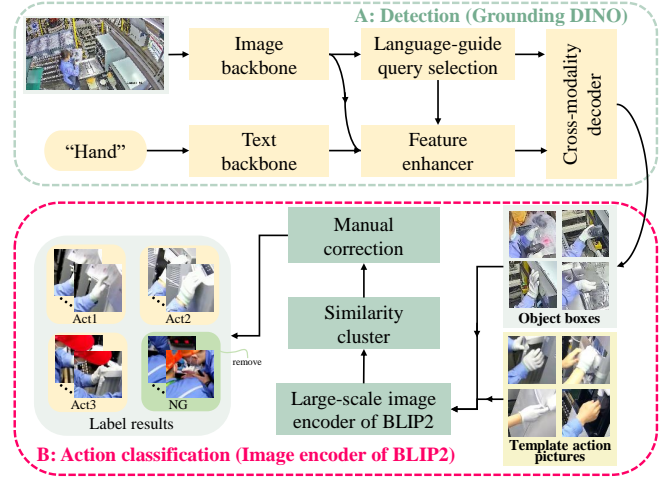 A: Detection (Grounding DINO)
Image
backbone
Language-guide
query selection
Cross-modality
decoder
“Hand”
Text
backbone
Feature
enhancer
Manual
correction
Similarity
cluster
Large-scale image
encoder of BLIP2
Object boxes
Template action
pictures
Act1
Act2
remove
Act3
NG
Label results
B: Action classification (Image encoder of BLIP2)